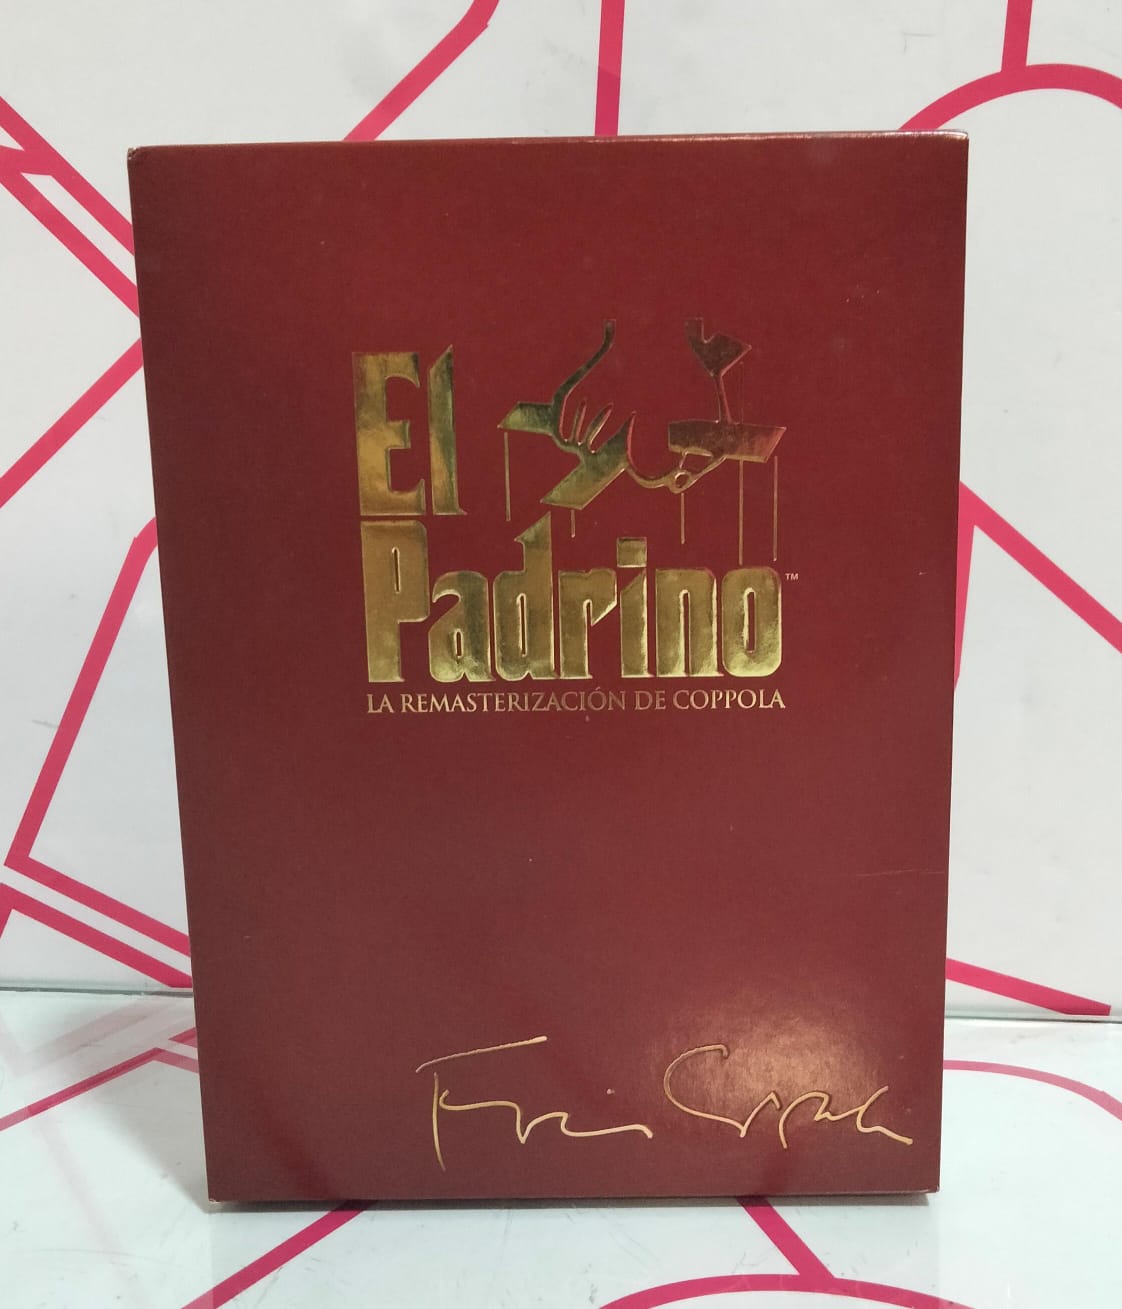 El
Padrino™
LA REMASTERIZACIÓN DE COPPOLA